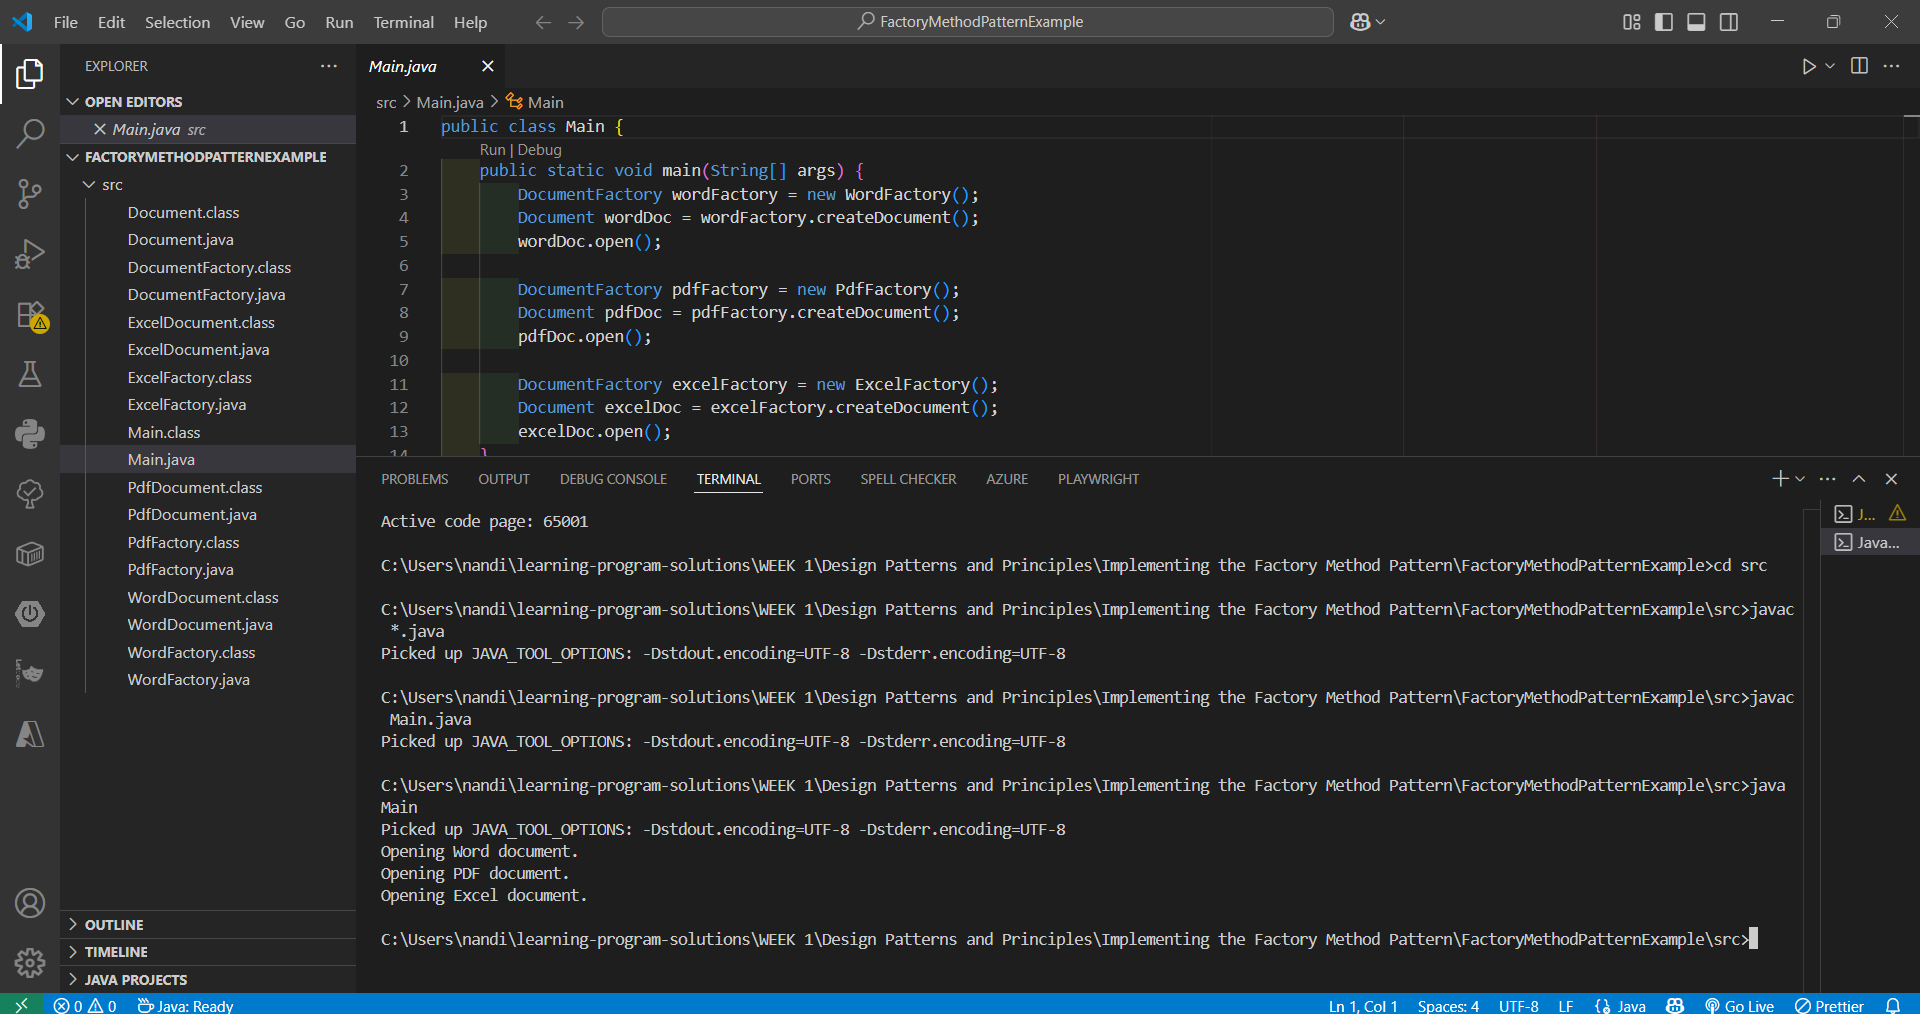 File Edit Selection View Go Run Terminal Help
FactoryMethodPatternExample
EXPLORER
OPEN EDITORS
Main.java src
FACTORYMETHODPATTERNEXAMPLE
src
Document.class
Document.java
DocumentFactory.class
DocumentFactory.java
ExcelDocument.class
ExcelDocument.java
ExcelFactory.class
ExcelFactory.java
Main.class
Main.java
PdfDocument.class
PdfDocument.java
PdfFactory.class
PdfFactory.java
WordDocument.class
WordDocument.java
WordFactory.class
WordFactory.java
OUTLINE
TIMELINE
JAVA PROJECTS
Main.java
src > Main.java > Main
1 public class Main {
Run | Debug
2 public static void main(String[] args) {
3 DocumentFactory wordFactory = new WordFactory();
4 Document wordDoc = wordFactory.createDocument();
5 wordDoc.open();
6
7 DocumentFactory pdfFactory = new PdfFactory();
8 Document pdfDoc = pdfFactory.createDocument();
9 pdfDoc.open();
10
11 DocumentFactory excelFactory = new ExcelFactory();
12 Document excelDoc = excelFactory.createDocument();
13 excelDoc.open();
14 }
PROBLEMS OUTPUT DEBUG CONSOLE TERMINAL PORTS SPELL CHECKER AZURE PLAYWRIGHT
J...
Java...
Active code page: 65001
C:\Users\nandi\learning-program-solutions\WEEK 1\Design Patterns and Principles\Implementing the Factory Method Pattern\FactoryMethodPatternExample>cd src
C:\Users\nandi\learning-program-solutions\WEEK 1\Design Patterns and Principles\Implementing the Factory Method Pattern\FactoryMethodPatternExample\src>javac
*.java
Picked up JAVA_TOOL_OPTIONS: -Dstdout.encoding=UTF-8 -Dstderr.encoding=UTF-8
C:\Users\nandi\learning-program-solutions\WEEK 1\Design Patterns and Principles\Implementing the Factory Method Pattern\FactoryMethodPatternExample\src>javac
Main.java
Picked up JAVA_TOOL_OPTIONS: -Dstdout.encoding=UTF-8 -Dstderr.encoding=UTF-8
C:\Users\nandi\learning-program-solutions\WEEK 1\Design Patterns and Principles\Implementing the Factory Method Pattern\FactoryMethodPatternExample\src>java
Main
Picked up JAVA_TOOL_OPTIONS: -Dstdout.encoding=UTF-8 -Dstderr.encoding=UTF-8
Opening Word document.
Opening PDF document.
Opening Excel document.
C:\Users\nandi\learning-program-solutions\WEEK 1\Design Patterns and Principles\Implementing the Factory Method Pattern\FactoryMethodPatternExample\src>
0 0 Java: Ready Ln 1, Col 1 Spaces: 4 UTF-8 LF Java Go Live Prettier